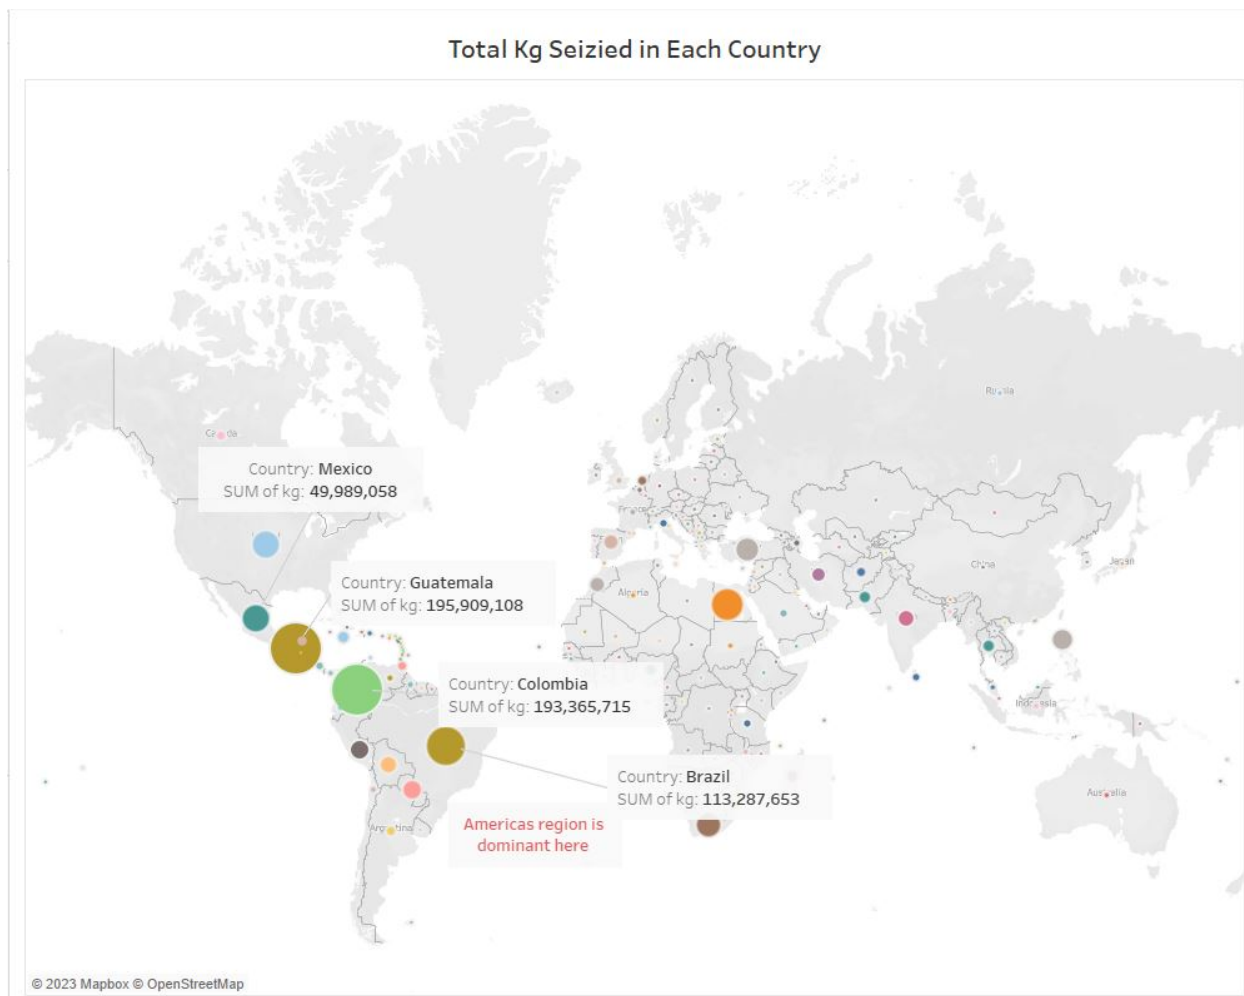 Total Kg Seizied in Each Country
Country: Mexico
SUM of kg: 49,989,058
Country: Guatemala
SUM of kg: 195,909,108
Algeria
China
Japan
Country: Colombia
SUM of kg: 193,365,715
Country: Brazil
SUM of kg: 113,287,653
Americas region is
dominant here
© 2023 Mapbox © OpenStreetMap